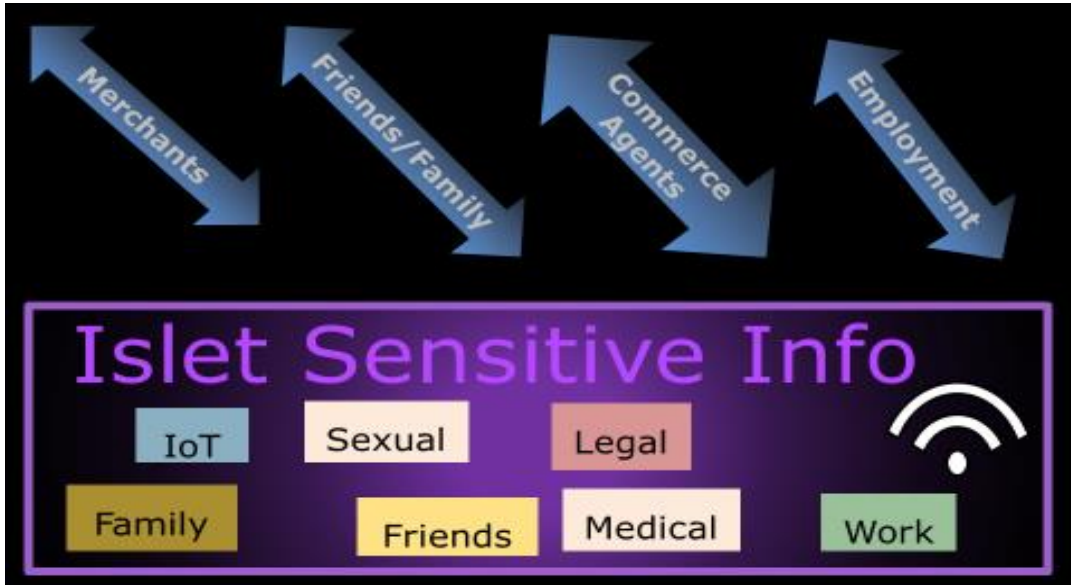 Merchants
Friends/Family
Commerce
Agents
Employment
Islet Sensitive Info
IoT
Sexual
Legal
Family
Friends
Medical
Work